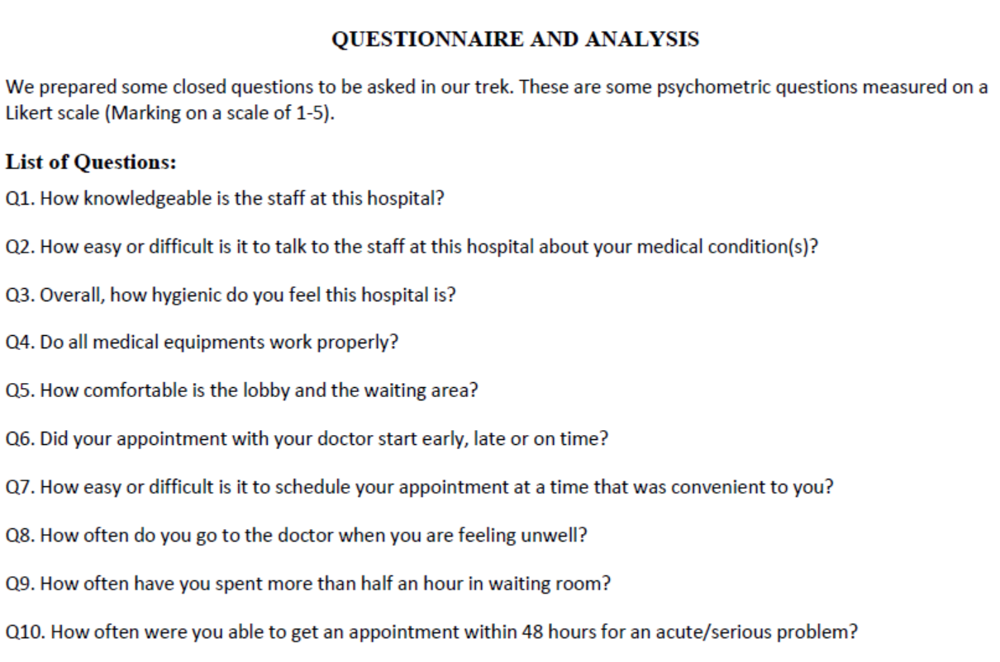 QUESTIONNAIRE AND ANALYSIS
We prepared some closed questions to be asked in our trek. These are some psychometric questions measured on a
Likert scale (Marking on a scale of 1-5).
List of Questions:
Q1. How knowledgeable is the staff at this hospital?
Q2. How easy or difficult is it to talk to the staff at this hospital about your medical condition(s)?
Q3. Overall, how hygienic do you feel this hospital is?
Q4. Do all medical equipments work properly?
Q5. How comfortable is the lobby and the waiting area?
Q6. Did your appointment with your doctor start early, late or on time?
Q7. How easy or difficult is it to schedule your appointment at a time that was convenient to you?
Q8. How often do you go to the doctor when you are feeling unwell?
Q9. How often have you spent more than half an hour in waiting room?
Q10. How often were you able to get an appointment within 48 hours for an acute/serious problem?